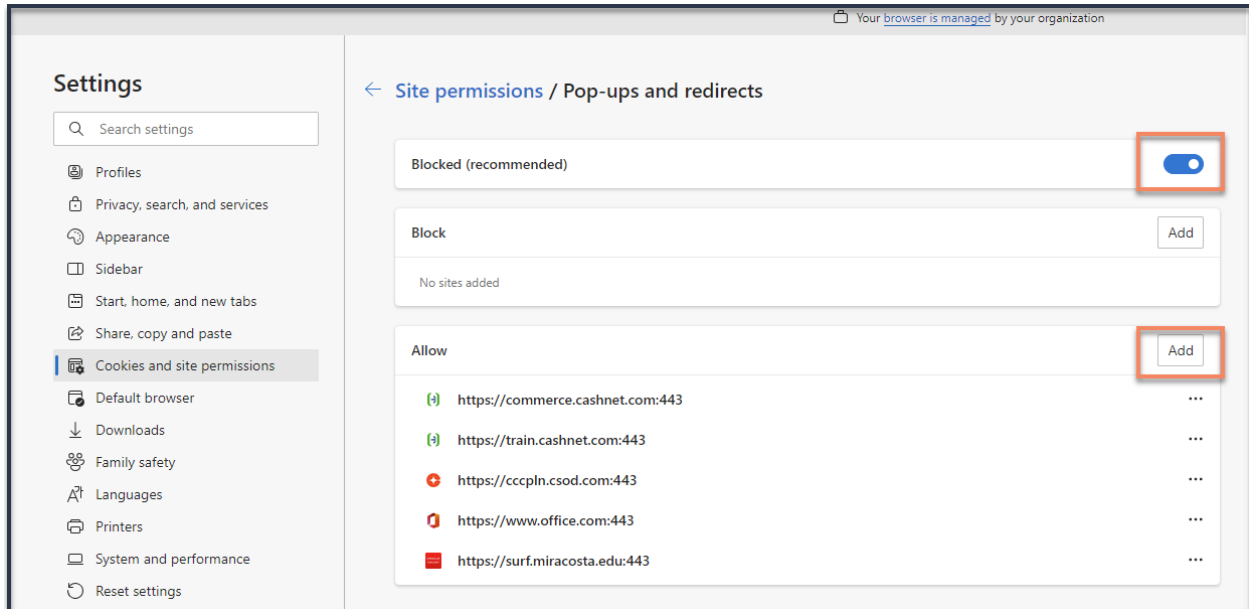 Your browser is managed by your organization
Settings
Search settings
Profiles
Privacy, search, and services
Appearance
Sidebar
Start, home, and new tabs
Share, copy and paste
Cookies and site permissions
Default browser
Downloads
Family safety
Languages
Printers
System and performance
Reset settings
Site permissions / Pop-ups and redirects
Blocked (recommended)
Block Add
No sites added
Allow Add
https://commerce.cashnet.com:443
https://train.cashnet.com:443
https://cccpln.csod.com:443
https://www.office.com:443
https://surf.miracosta.edu:443